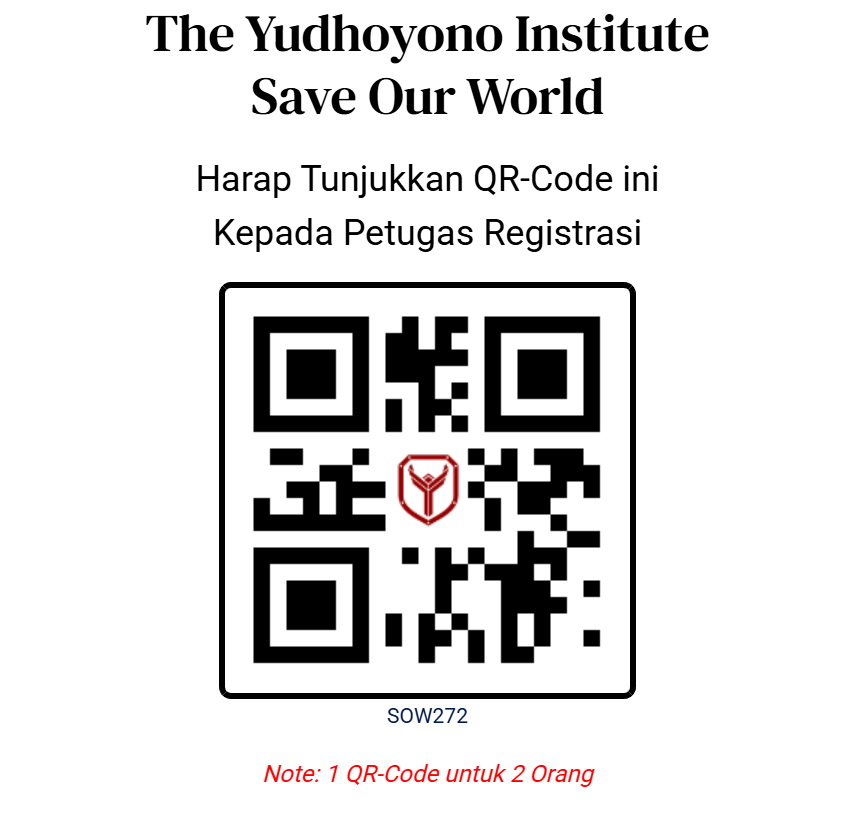 The Yudhoyono Institute
Save Our World
Harap Tunjukkan QR-Code ini
Kepada Petugas Registrasi
SOW272
Note: 1 QR-Code untuk 2 Orang